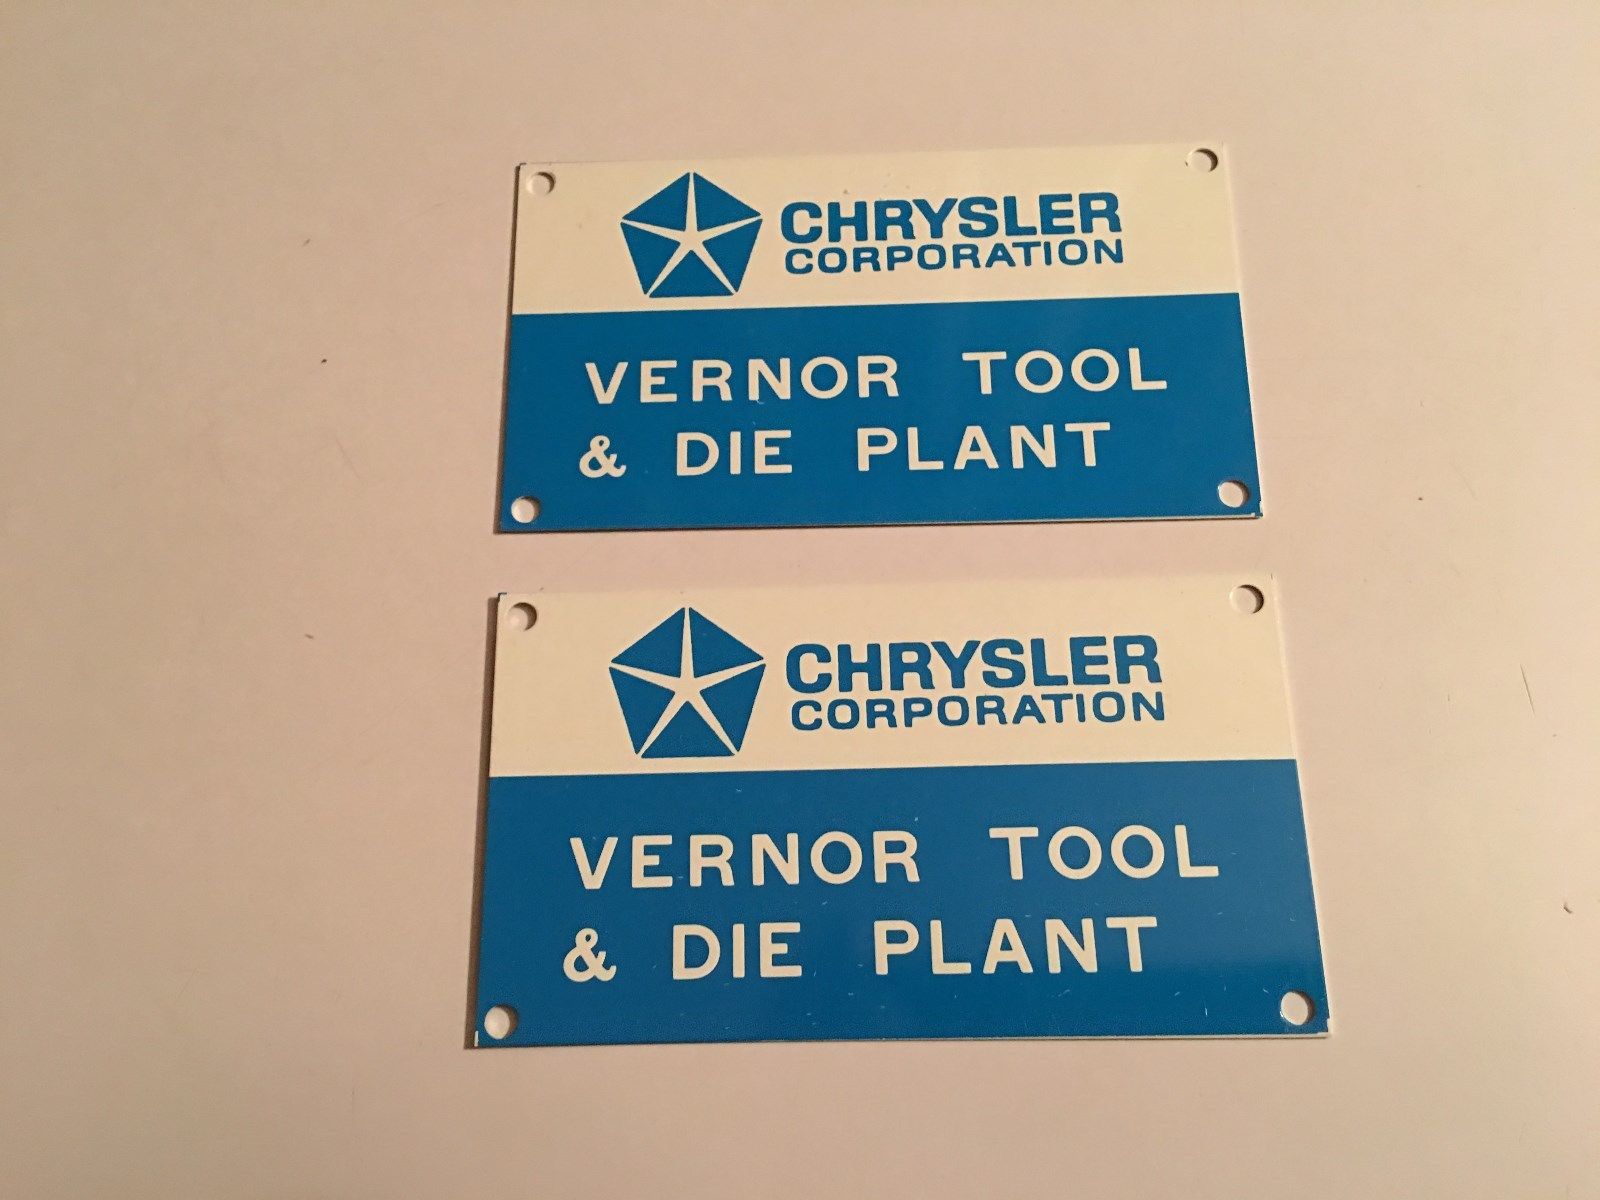 CHRYSLER
CORPORATION
VERNOR TOOL
& DIE PLANT
CHRYSLER
CORPORATION
VERNOR TOOL
& DIE PLANT